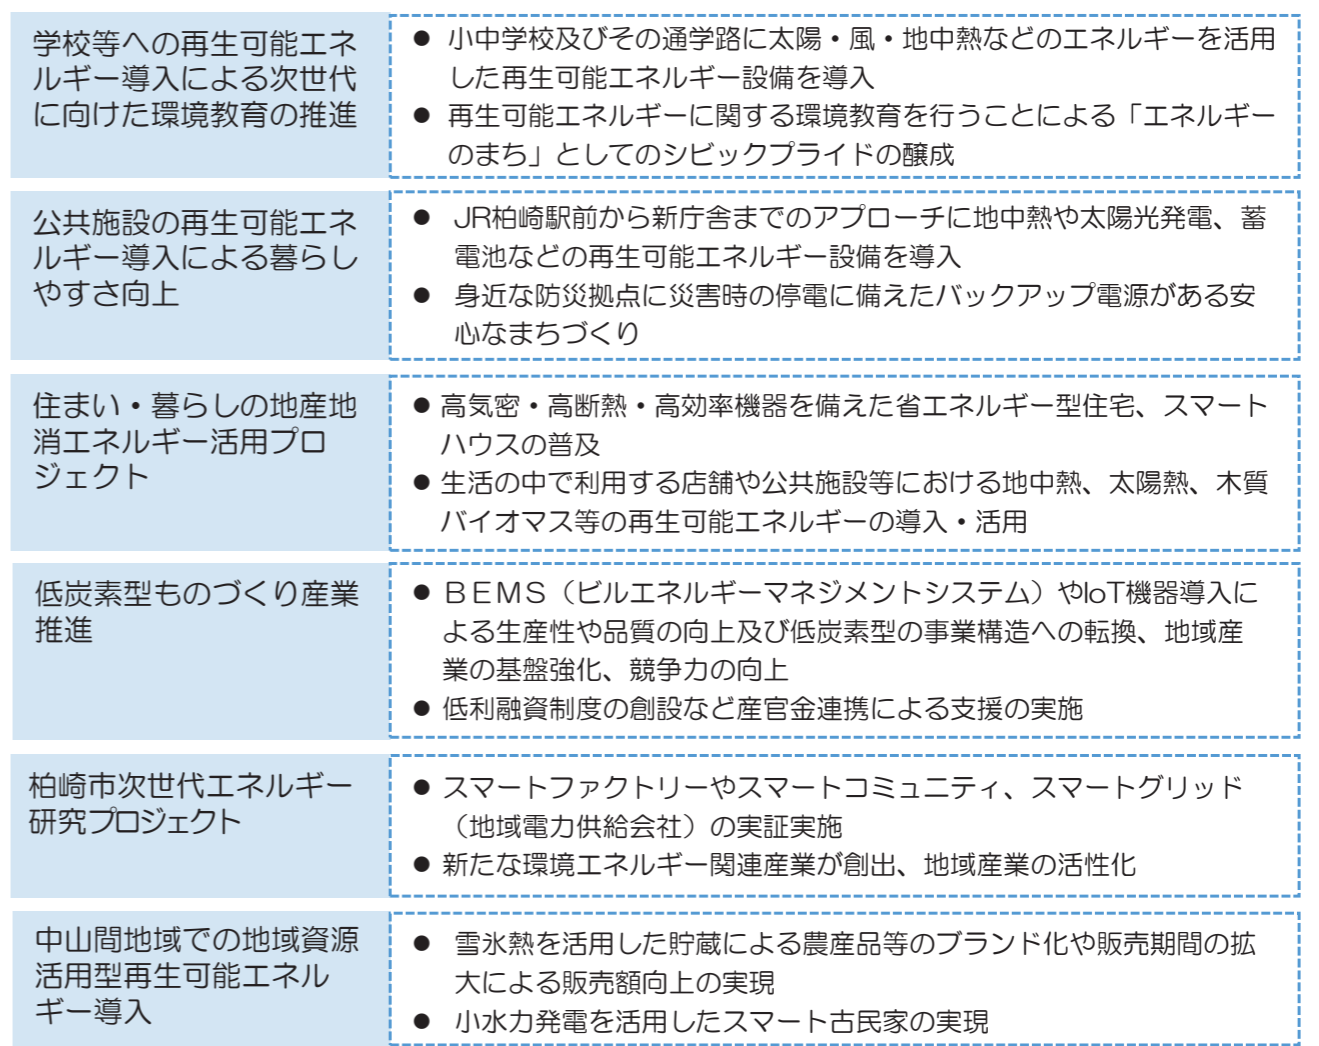 学校等への再生可能エネ
ルギー導入による次世代
に向けた環境教育の推進
● 小中学校及びその通学路に太陽・風・地中熱などのエネルギーを活用
した再生可能エネルギー設備を導入
● 再生可能エネルギーに関する環境教育を行うことによる「エネルギー
のまち」としてのシビックプライドの醸成
公共施設の再生可能エネ
ルギー導入による暮らし
やすさ向上
● JR柏崎駅前から新庁舎までのアプローチに地中熱や太陽光発電、蓄
電池などの再生可能エネルギー設備を導入
● 身近な防災拠点に災害時の停電に備えたバックアップ電源がある安
心なまちづくり
住まい・暮らしの地産地
消エネルギー活用プロ
ジェクト
● 高気密・高断熱・高効率機器を備えた省エネルギー型住宅、スマート
ハウスの普及
● 生活の中で利用する店舗や公共施設等における地中熱、太陽熱、木質
バイオマス等の再生可能エネルギーの導入・活用
低炭素型ものづくり産業
推進
● ＢＥＭＳ（ビルエネルギーマネジメントシステム）やIoT機器導入に
よる生産性や品質の向上及び低炭素型の事業構造への転換、地域産
業の基盤強化、競争力の向上
● 低利融資制度の創設など産官金連携による支援の実施
柏崎市次世代エネルギー
研究プロジェクト
● スマートファクトリーやスマートコミュニティ、スマートグリッド
（地域電力供給会社）の実証実施
● 新たな環境エネルギー関連産業が創出、地域産業の活性化
中山間地域での地域資源
活用型再生可能エネル
ギー導入
● 雪氷熱を活用した貯蔵による農産品等のブランド化や販売期間の拡
大による販売額向上の実現
● 小水力発電を活用したスマート古民家の実現